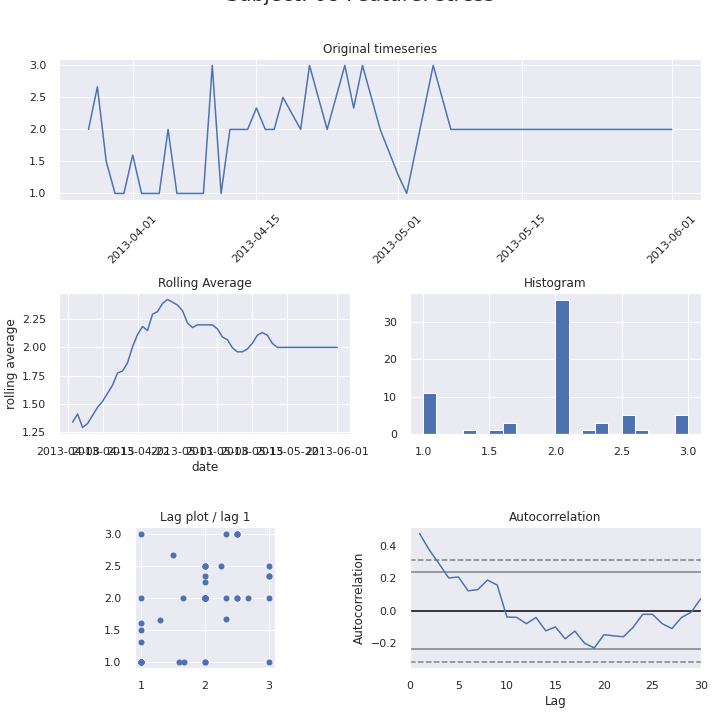 Original timeseries
3.0
2.5
2.0
1.5
1.0
2013-04-01
2013-04-15
2013-05-01
2013-05-15
2013-06-01
Rolling Average
rolling average
2.25
2.00
1.75
1.50
1.25
2013-06-01
date
Histogram
30
20
10
0
1.0 1.5 2.0 2.5 3.0
Lag plot / lag 1
3.0
2.5
2.0
1.5
1.0
1 2 3
Autocorrelation
Autocorrelation
0.4
0.2
0.0
−0.2
0 5 10 15 20 25 30
Lag